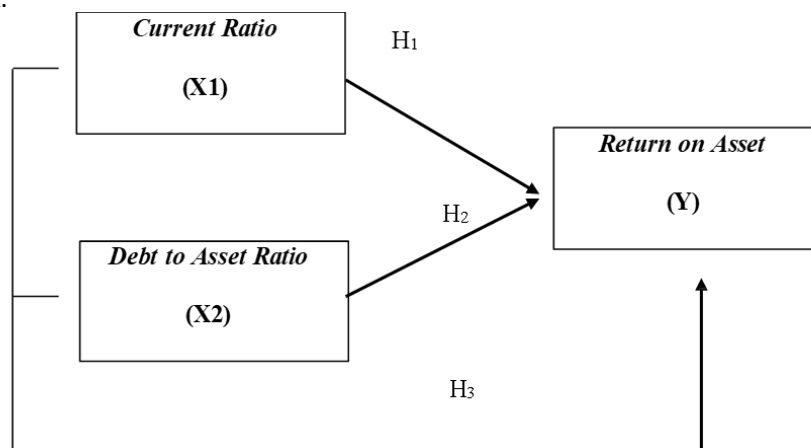 Current Ratio
(X1)
H₁
Return on Asset
(Y)
H₂
Debt to Asset Ratio
(X2)
H₃